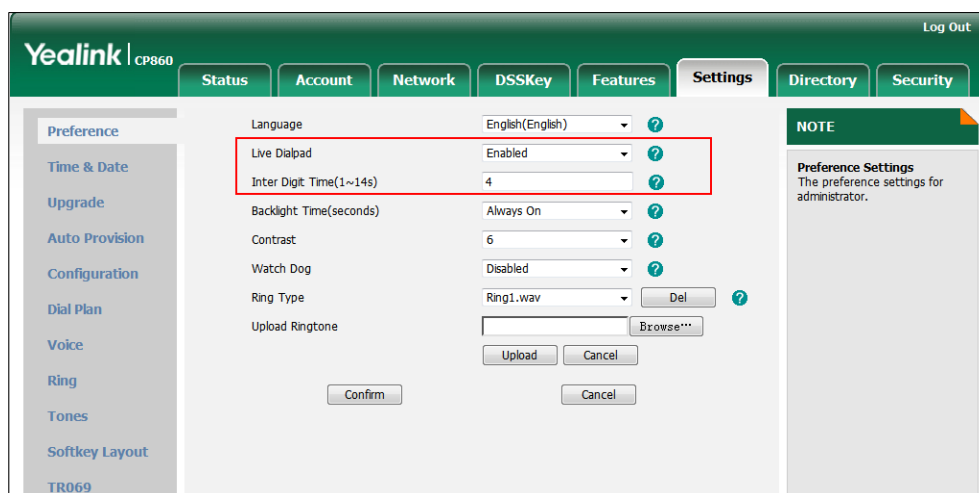 Log Out
Yealink | CP860
Status Account Network DSSKey Features Settings Directory Security
Preference
Time & Date
Upgrade
Auto Provision
Configuration
Dial Plan
Voice
Ring
Tones
Softkey Layout
TR069
Language English(English) ?
Live Dialpad Enabled ?
Inter Digit Time(1~14s) 4 ?
Backlight Time(seconds) Always On ?
Contrast 6 ?
Watch Dog Disabled ?
Ring Type Ring1.wav Del ?
Upload Ringtone Browse...
Upload Cancel
Confirm Cancel
NOTE
Preference Settings
The preference settings for
administrator.